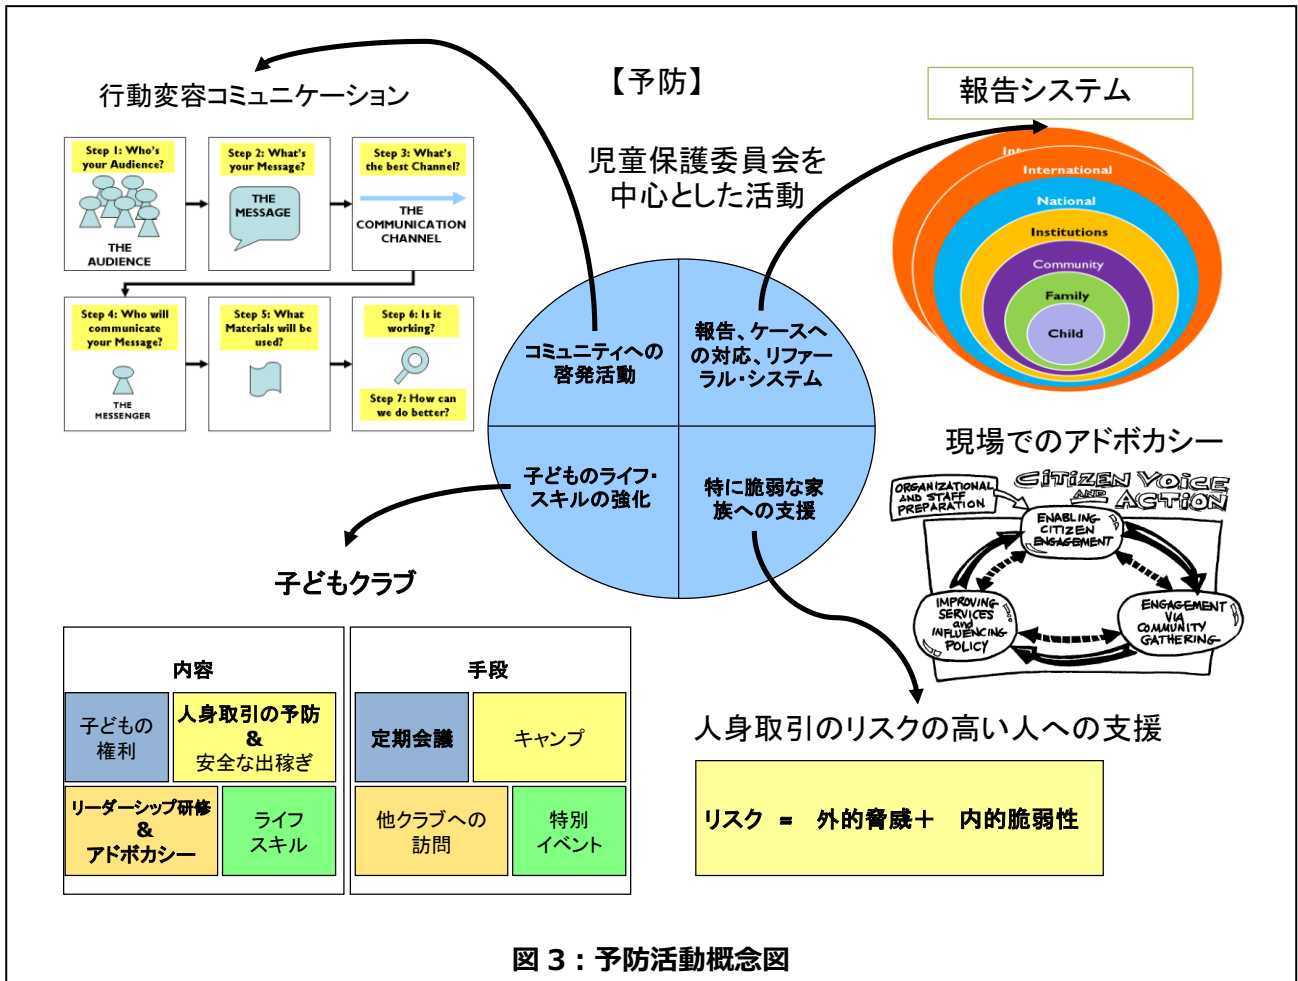 【予防】
児童保護委員会を
中心とした活動
行動変容コミュニケーション
Step 1: Who's
your Audience?
THE
AUDIENCE
Step 2: What's
your Message?
THE
MESSAGE
Step 3: What's
the best Channel?
THE
COMMUNICATION
CHANNEL
Step 4: Who will
communicate
your Message?
THE
MESSENGER
Step 5: What
Materials will be
used?
Step 6: Is it
working?
Step 7: How can
we do better?
報告システム
International
National
Institutions
Community
Family
Child
コミュニティへの
啓発活動
報告、ケースへ
の対応、リファー
ラル・システム
子どものライフ・
スキルの強化
特に脆弱な家
族への支援
現場でのアドボカシー
CITIZEN VOICE
AND ACTION
ORGANIZATIONAL
AND STAFF
PREPARATION
ENABLING
CITIZEN
ENGAGEMENT
IMPROVING
SERVICES
and
INFLUENCING
POLICY
ENGAGEMENT
VIA
COMMUNITY
GATHERING
子どもクラブ
内容
子どもの
権利
人身取引の予防
&
安全な出稼ぎ
リーダーシップ研修
&
アドボカシー
ライフ
スキル
手段
定期会議
キャンプ
他クラブへの
訪問
特別
イベント
人身取引のリスクの高い人への支援
リスク = 外的脅威＋ 内的脆弱性
図 3：予防活動概念図